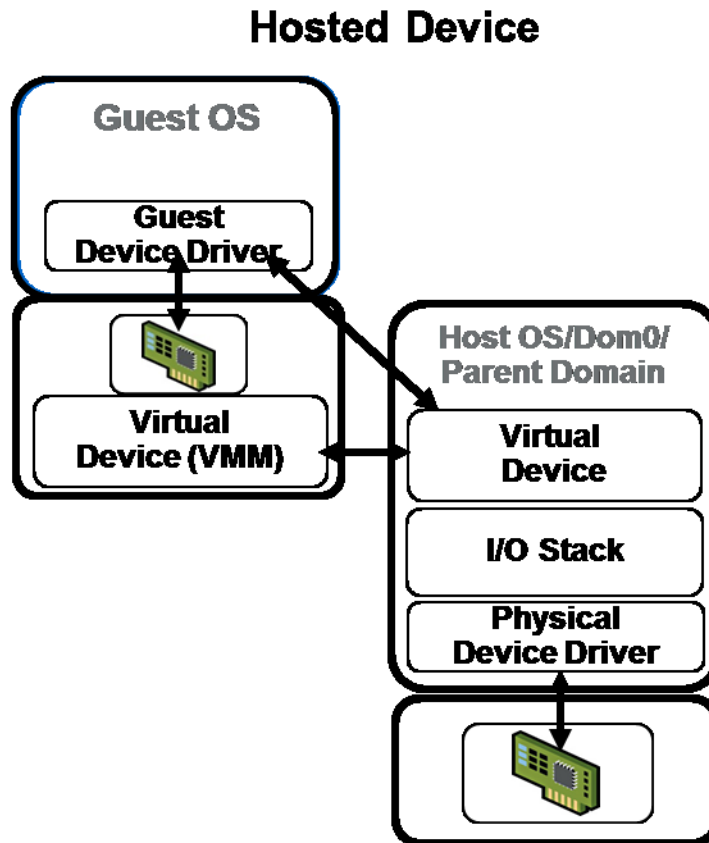 Hosted Device
Guest OS
Guest
Device Driver
Virtual
Device (VMM)
Host OS/Dom0/
Parent Domain
Virtual
Device
I/O Stack
Physical
Device Driver